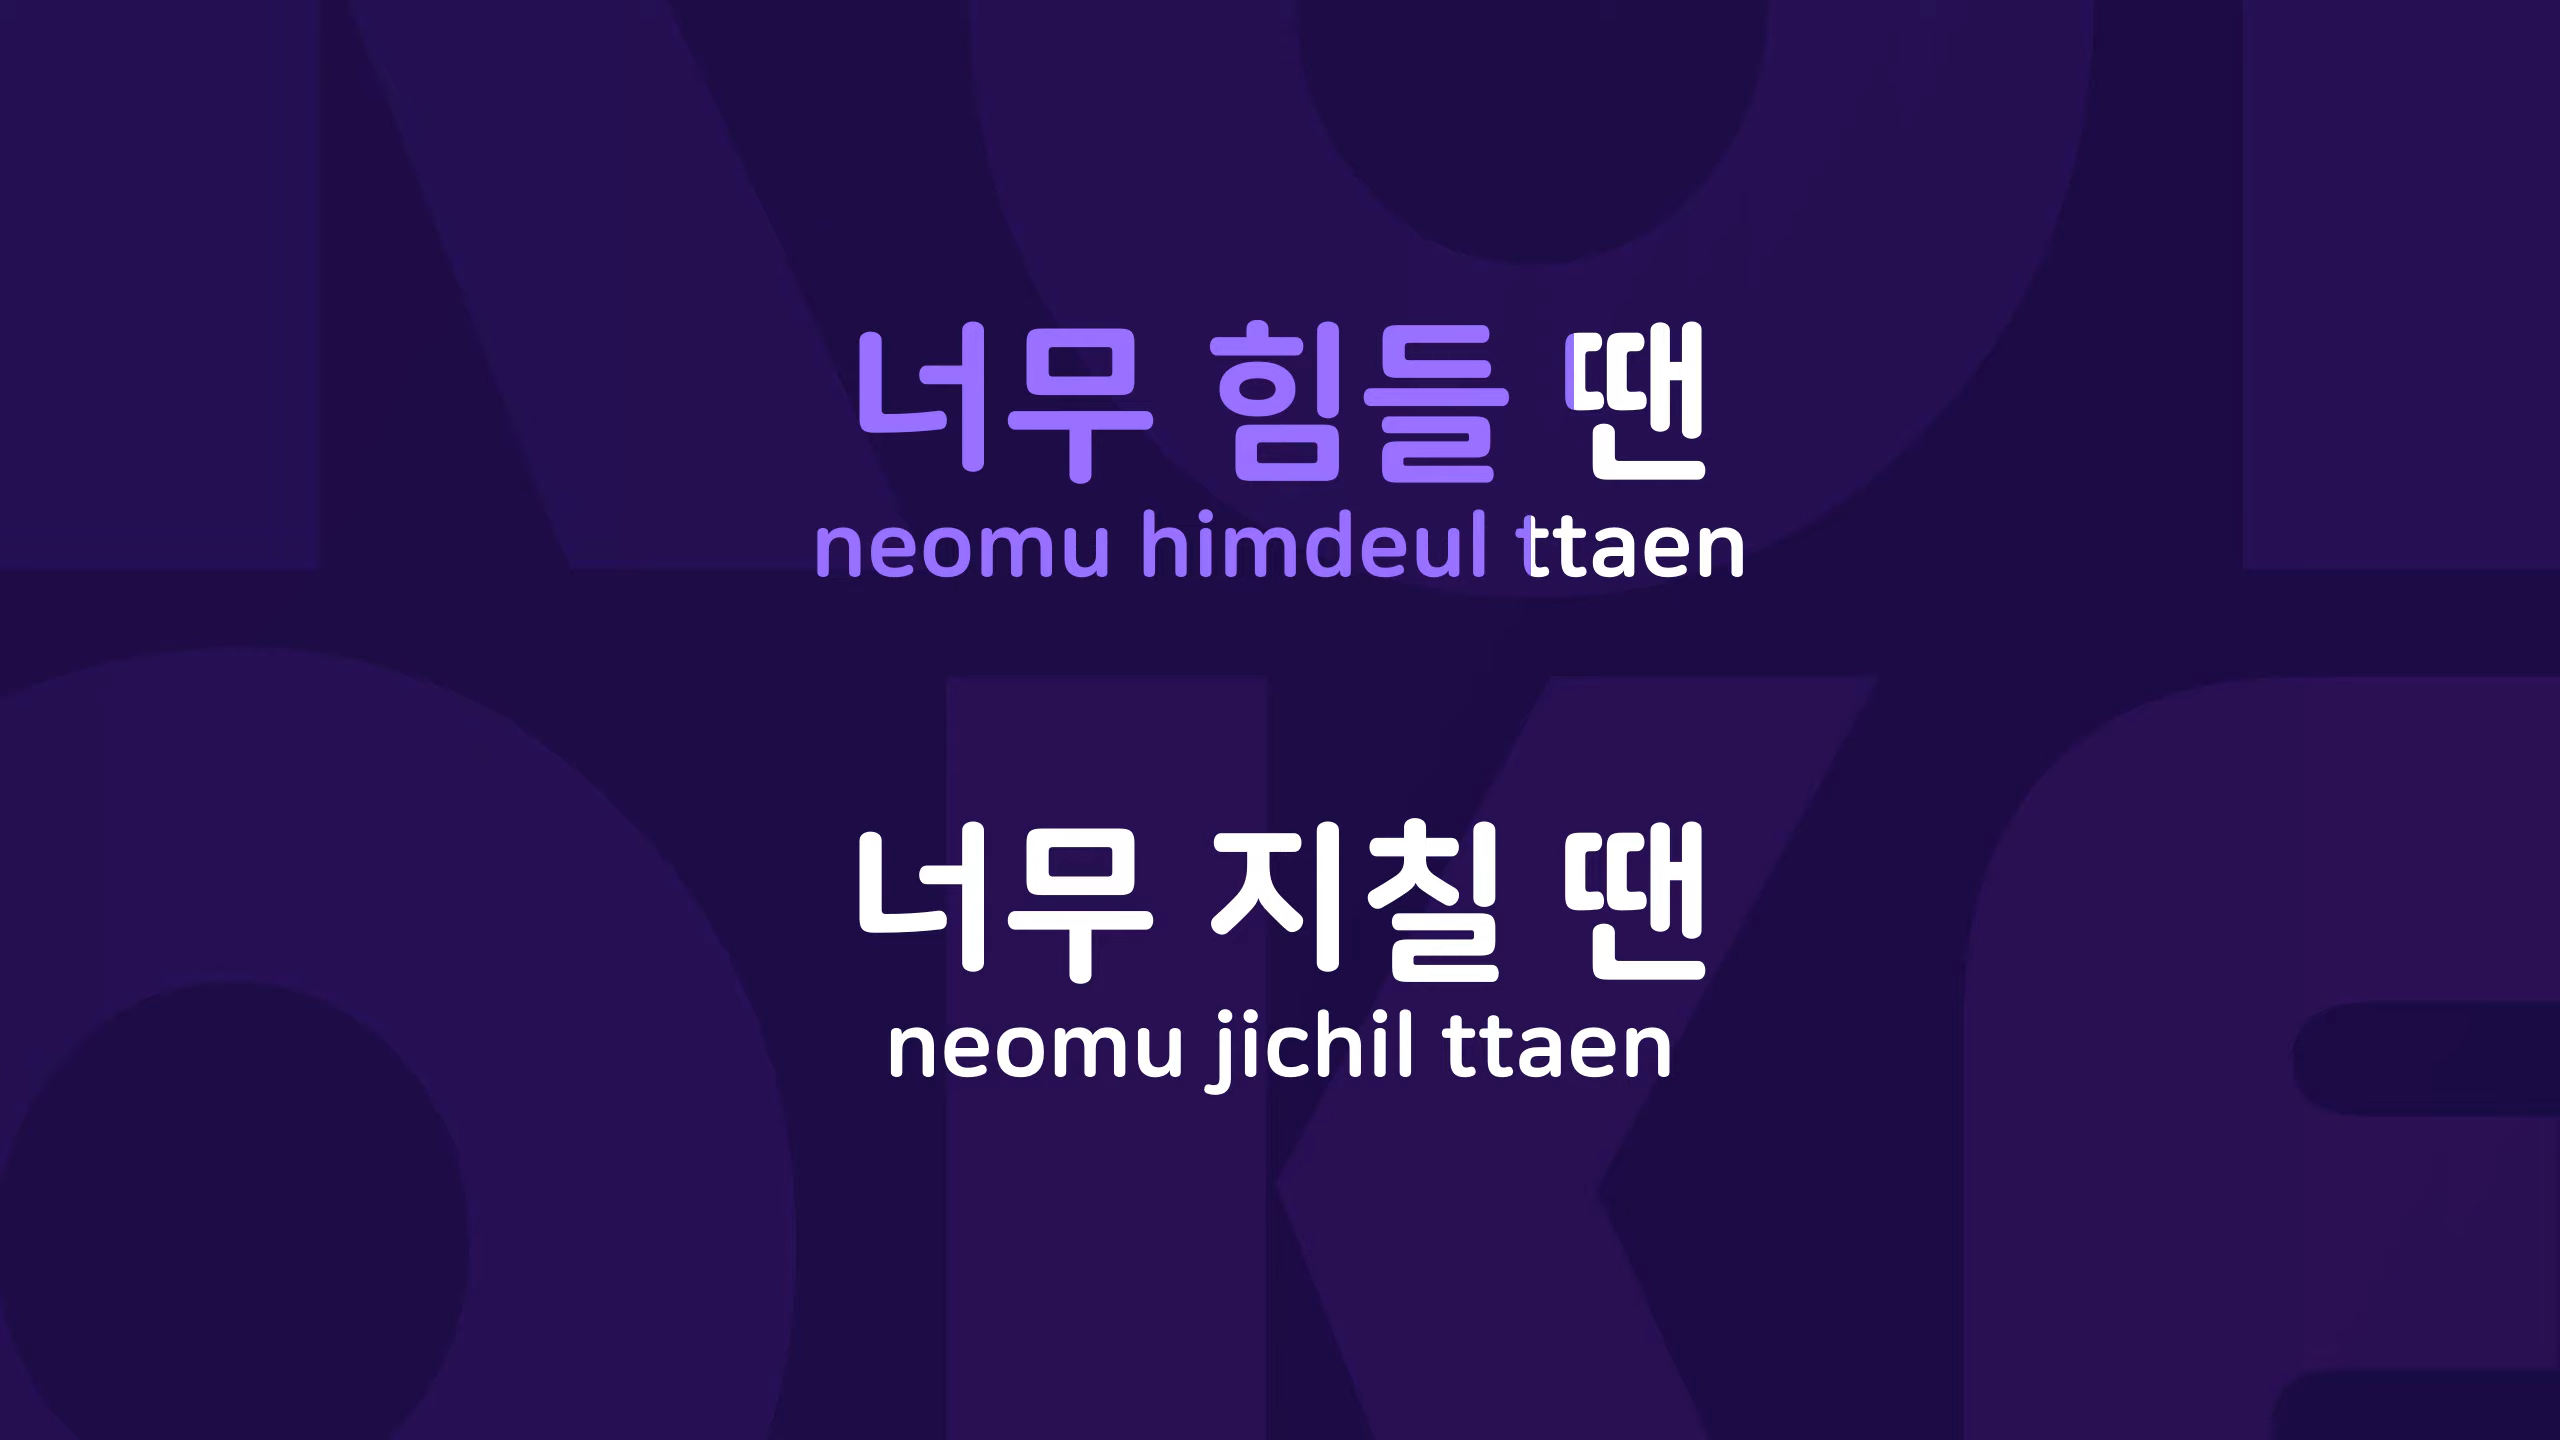 너무 힘들 땐
neomu himdeul ttaen
너무 지칠 땐
neomu jichil ttaen